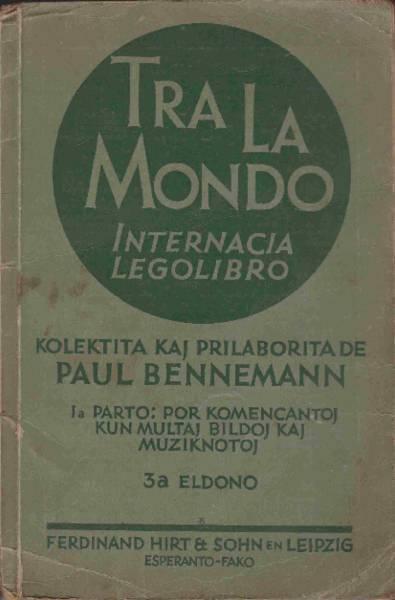 TRA LA
MONDO
INTERNACIA
LEGOLIBRO
KOLEKTITA KAJ PRILABORITA DE
PAUL BENNEMANN
1a PARTO: POR KOMENCANTOJ
KUN MULTAJ BILDOJ KAJ
MUZIKNOTOJ
3a ELDONO
FERDINAND HIRT & SOHN EN LEIPZIG
ESPERANTO-FAKO